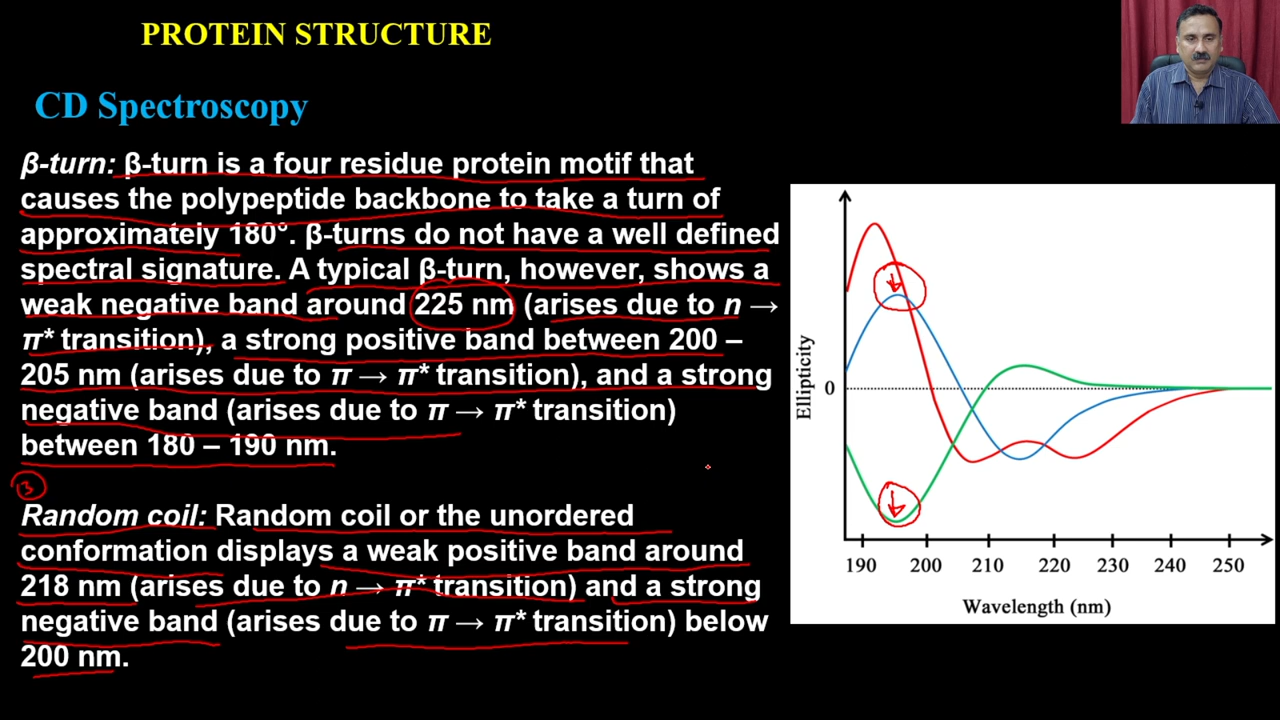 PROTEIN STRUCTURE
CD Spectroscopy
β-turn: β-turn is a four residue protein motif that
causes the polypeptide backbone to take a turn of
approximately 180°. β-turns do not have a well defined
spectral signature. A typical β-turn, however, shows a
weak negative band around 225 nm (arises due to n →
π* transition), a strong positive band between 200 –
205 nm (arises due to π → π* transition), and a strong
negative band (arises due to π → π* transition)
between 180 – 190 nm.
3
Random coil: Random coil or the unordered
conformation displays a weak positive band around
218 nm (arises due to n → π* transition) and a strong
negative band (arises due to π → π* transition) below
200 nm.
Ellipticity
0
190 200 210 220 230 240 250
Wavelength (nm)